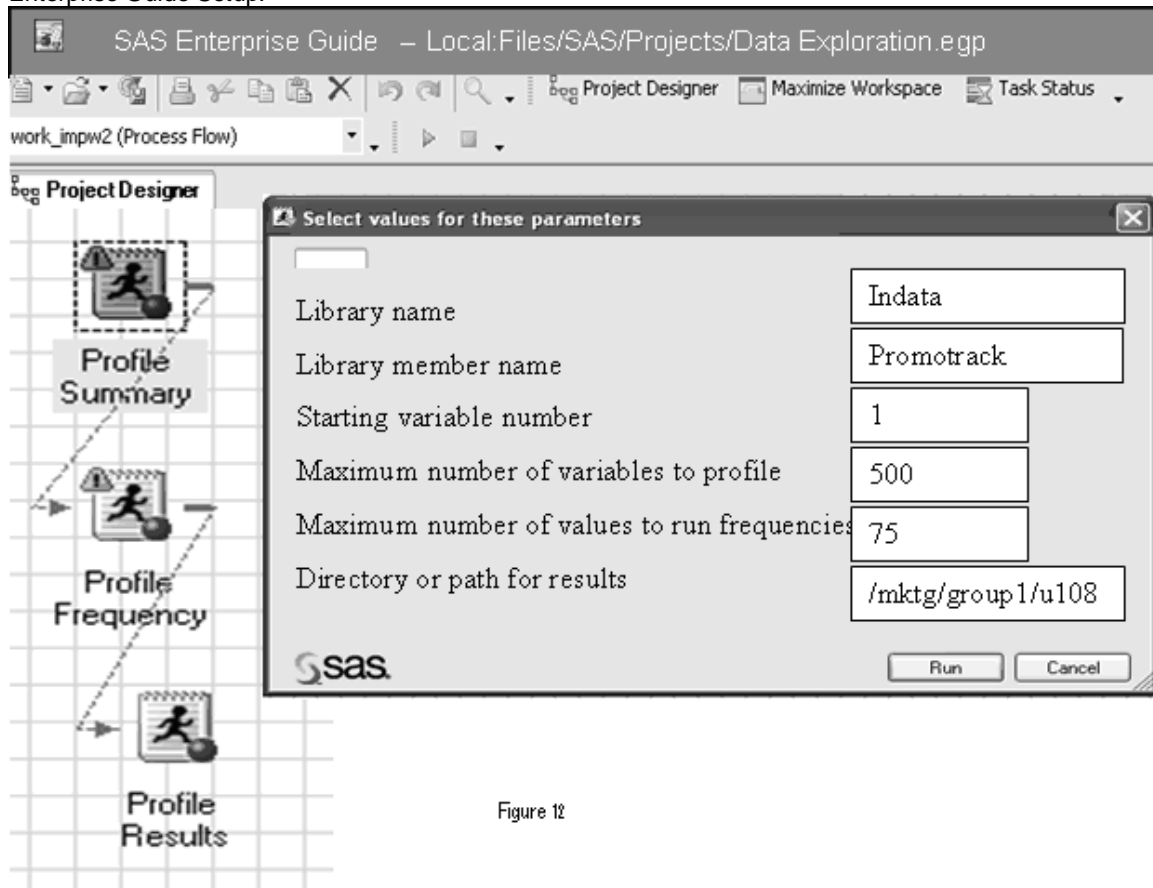 Enterprise Guide Setup:
SAS Enterprise Guide – Local:Files/SAS/Projects/Data Exploration.egp
Project Designer Maximize Workspace Task Status
work_impw2 (Process Flow)
Project Designer
Select values for these parameters
Library name Indata
Library member name Promotrack
Starting variable number 1
Maximum number of variables to profile 500
Maximum number of values to run frequencies 75
Directory or path for results /mktg/group1/u108
sas Run Cancel
Profile
Summary
Profile
Frequency
Profile
Results
Figure 12